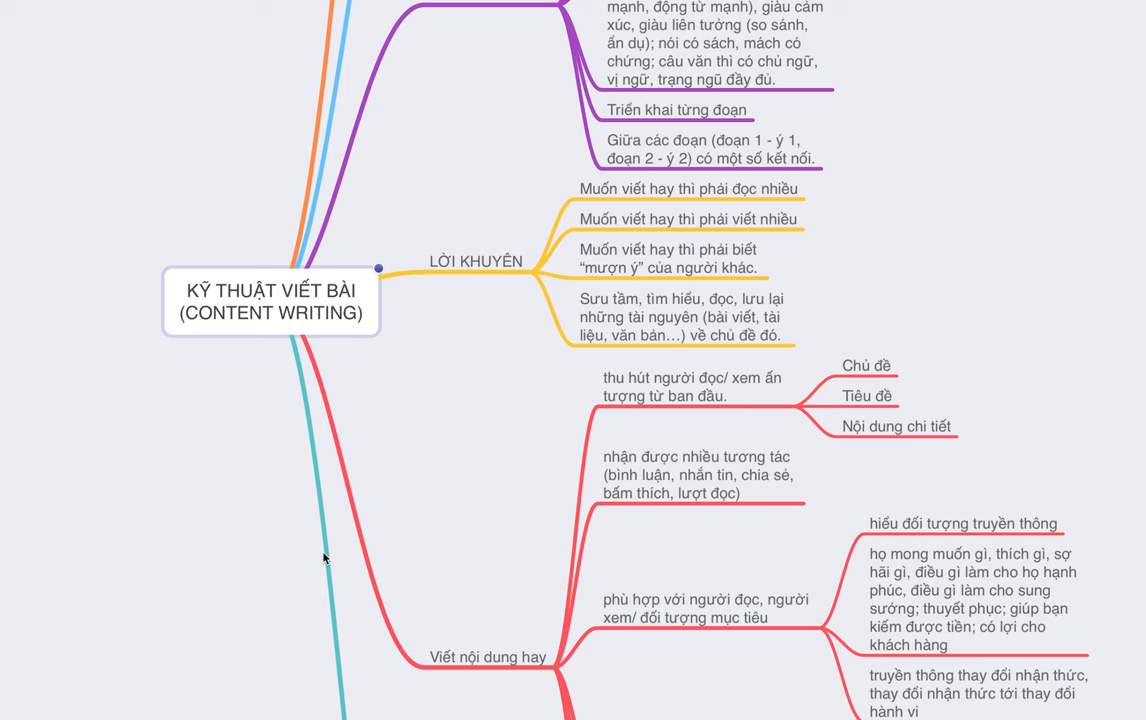 mạnh, động từ mạnh), giàu cảm
xúc, giàu liên tưởng (so sánh,
ẩn dụ); nói có sách, mách có
chứng; câu văn thì có chủ ngữ,
vị ngữ, trạng ngũ đầy đủ.
Triển khai từng đoạn
Giữa các đoạn (đoạn 1 - ý 1,
đoạn 2 - ý 2) có một số kết nối.
KỸ THUẬT VIẾT BÀI
(CONTENT WRITING)
LỜI KHUYÊN
Muốn viết hay thì phải đọc nhiều
Muốn viết hay thì phải viết nhiều
Muốn viết hay thì phải biết
“mượn ý” của người khác.
Sưu tầm, tìm hiểu, đọc, lưu lại
những tài nguyên (bài viết, tài
liệu, văn bản...) về chủ đề đó.
Viết nội dung hay
thu hút người đọc/ xem ấn
tượng từ ban đầu.
Chủ đề
Tiêu đề
Nội dung chi tiết
nhận được nhiều tương tác
(bình luận, nhắn tin, chia sẻ,
bấm thích, lượt đọc)
phù hợp với người đọc, người
xem/ đối tượng mục tiêu
hiểu đối tượng truyền thông
họ mong muốn gì, thích gì, sợ
hãi gì, điều gì làm cho họ hạnh
phúc, điều gì làm cho sung
sướng; thuyết phục; giúp bạn
kiếm được tiền; có lợi cho
khách hàng
truyền thông thay đổi nhận thức,
thay đổi nhận thức tới thay đổi
hành vi